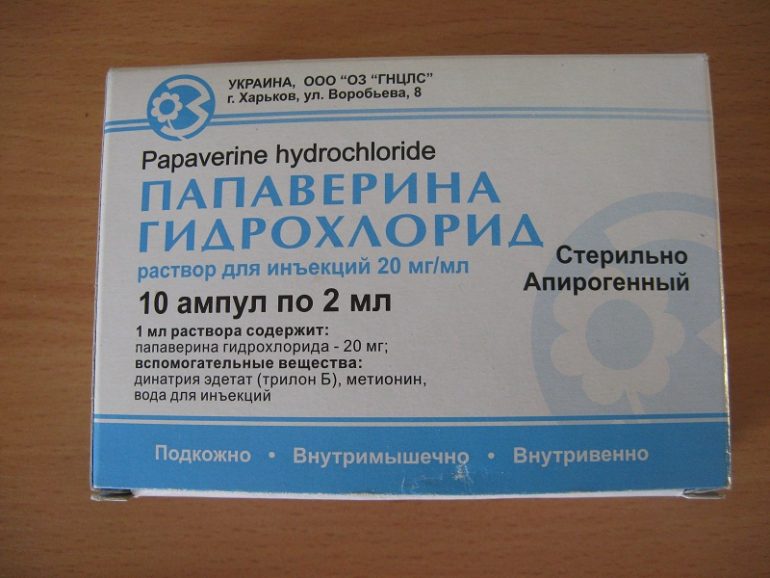 УКРАИНА, ООО "ОЗ "ГНЦЛС"
г. Харьков, ул. Воробьева, 8
Papaverine hydrochloride
ПАПАВЕРИНА
ГИДРОХЛОРИД
раствор для инъекций 20 мг/мл
Стерильно
Апирогенный
10 ампул по 2 мл
1 мл раствора содержит:
папаверина гидрохлорида - 20 мг;
вспомогательные вещества:
динатрия эдетат (трилон Б), метионин,
вода для инъекций
Подкожно • Внутримышечно • Внутривенно